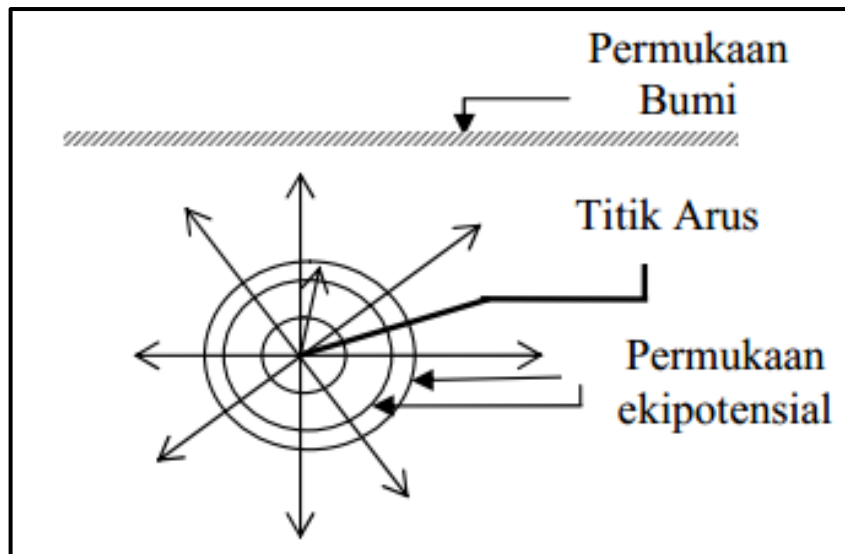 Permukaan
Bumi
Titik Arus
Permukaan
ekipotensial